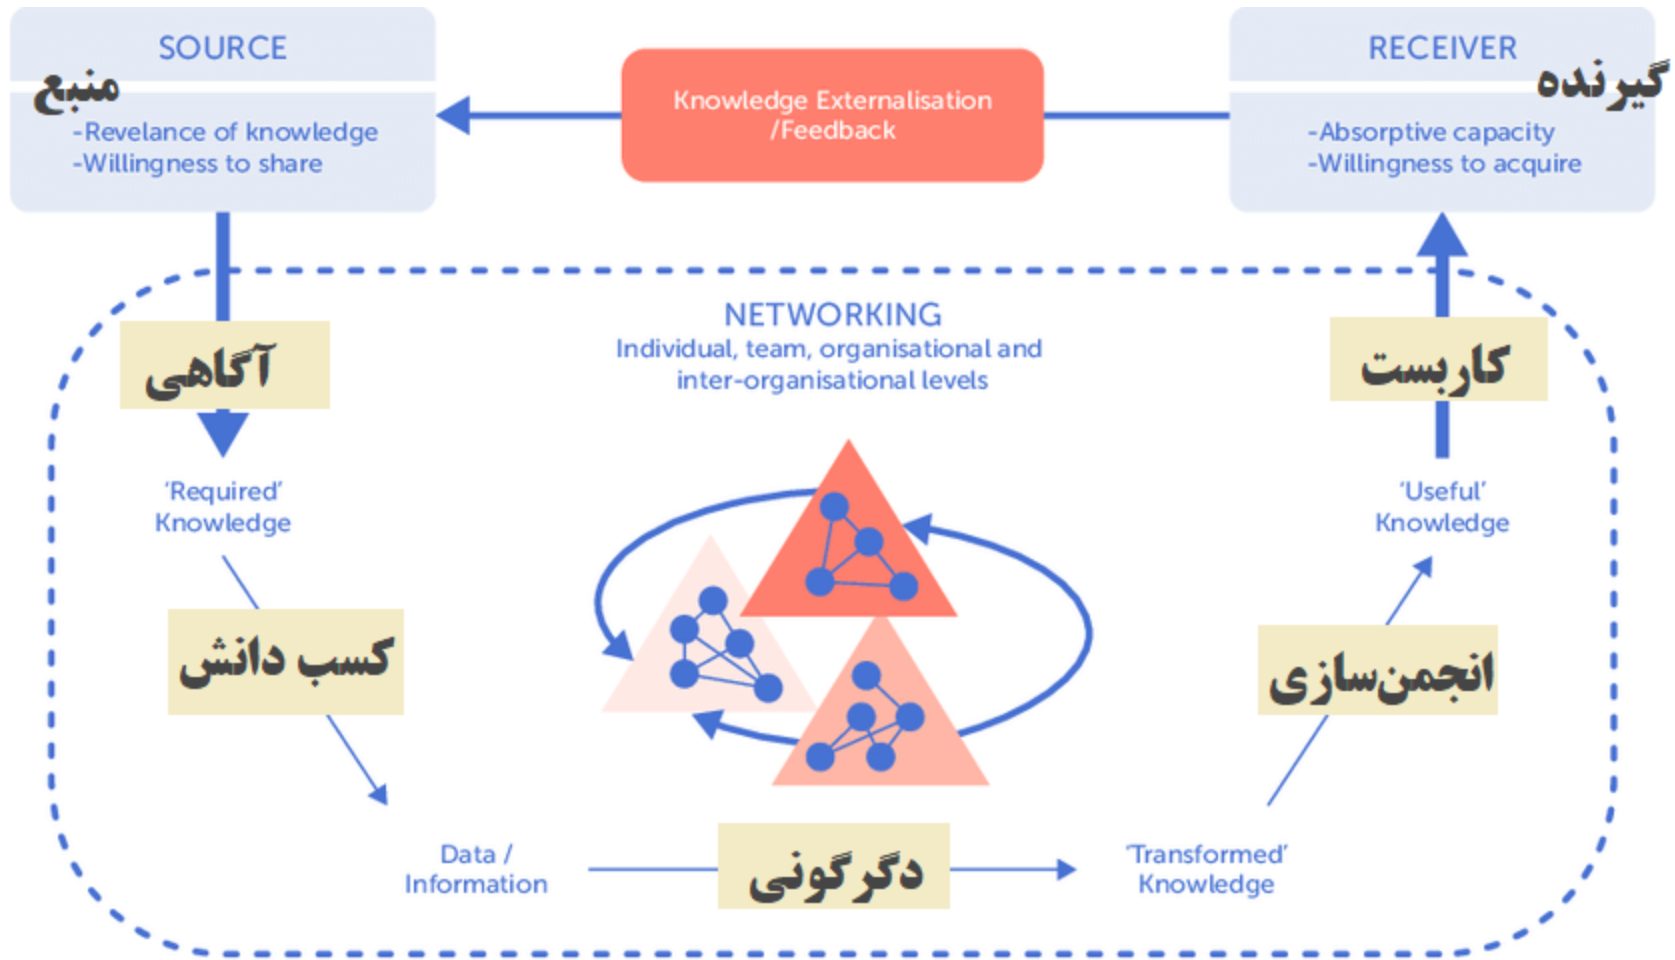 SOURCE
منبع
-Revelance of knowledge
-Willingness to share
Knowledge Externalisation
/Feedback
RECEIVER
گیرنده
-Absorptive capacity
-Willingness to acquire
آگاهی
NETWORKING
Individual, team, organisational and
inter-organisational levels
کاربست
'Required'
Knowledge
'Useful'
Knowledge
کسب دانش
انجمن‌سازی
Data /
Information
دگرگونی
'Transformed'
Knowledge